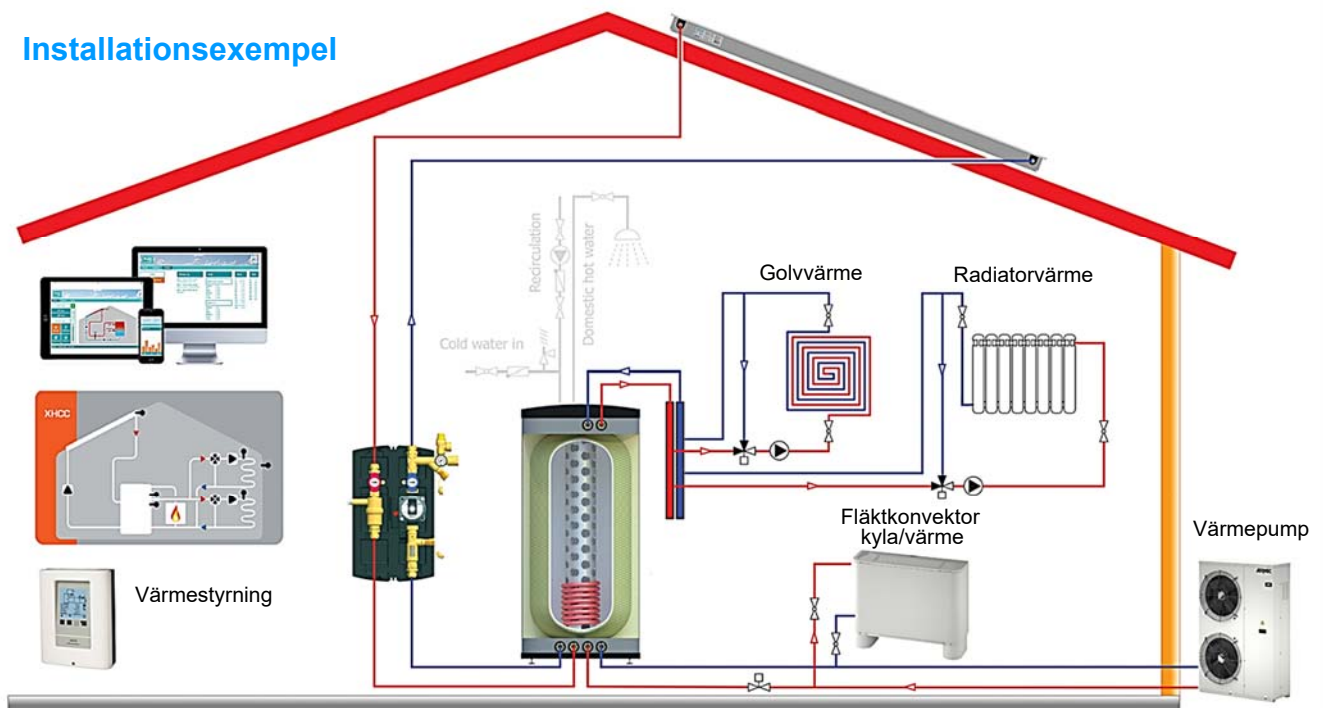 Installationsexempel
Recirculation
Domestic hot water
Cold water in
Golvvärme
Radiatorvärme
XHCC
Fläktkonvektor
kyla/värme
Värmepump
Värmestyrning